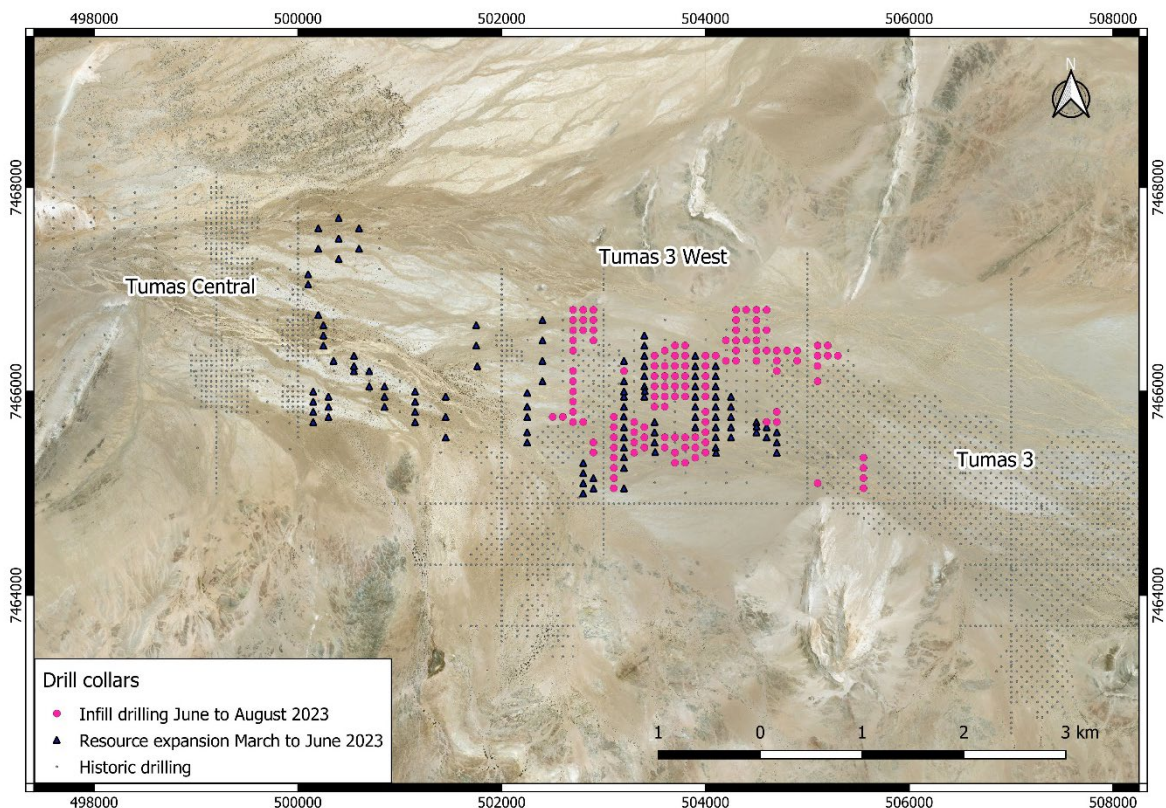 498000 500000 502000 504000 506000 508000
N
7468000 7468000
Tumas 3 West
Tumas Central
7466000 7466000
Tumas 3
7464000 7464000
Drill collars
Infill drilling June to August 2023
Resource expansion March to June 2023
Historic drilling
1 0 1 2 3 km
498000 500000 502000 504000 506000 508000